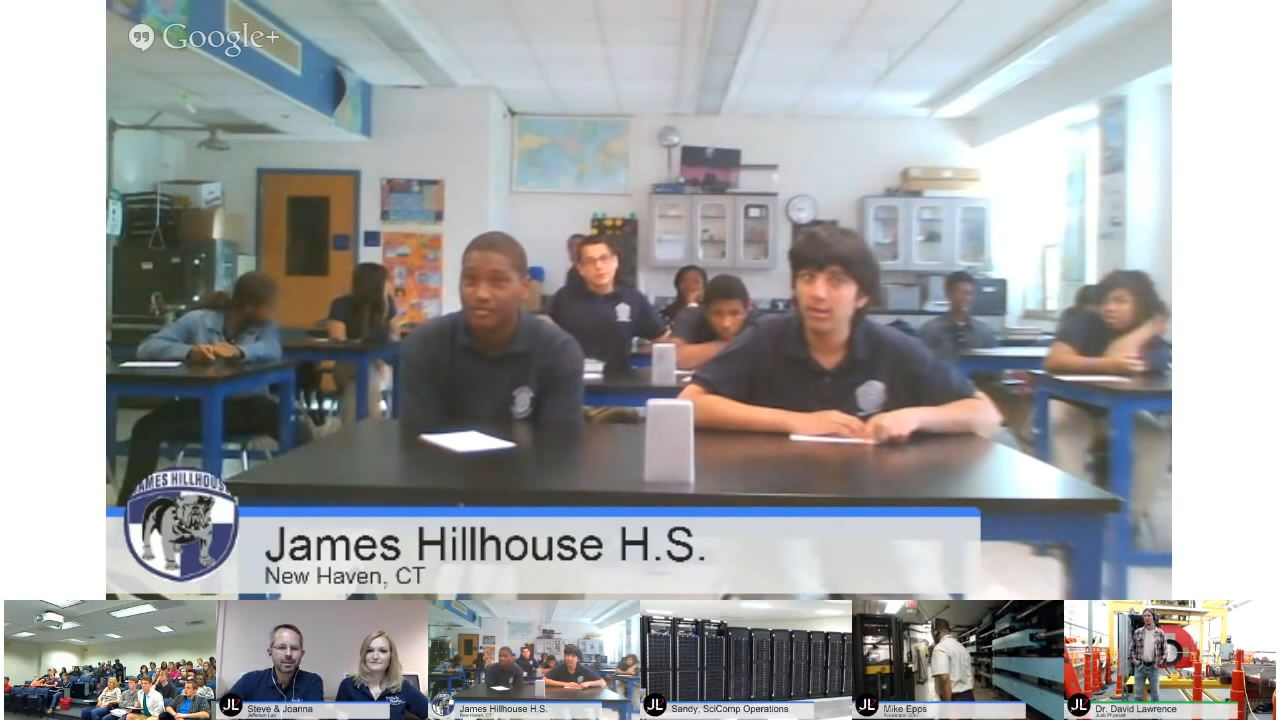 Google+
JAMES HILLHOUSE
James Hillhouse H.S.
New Haven, CT
JL
Steve & Joanna
Jefferson Lab
James Hillhouse H.S.
New Haven, CT
JL
Sandy, SciComp Operations
JL
Mike Epps
JL
Dr. David Lawrence